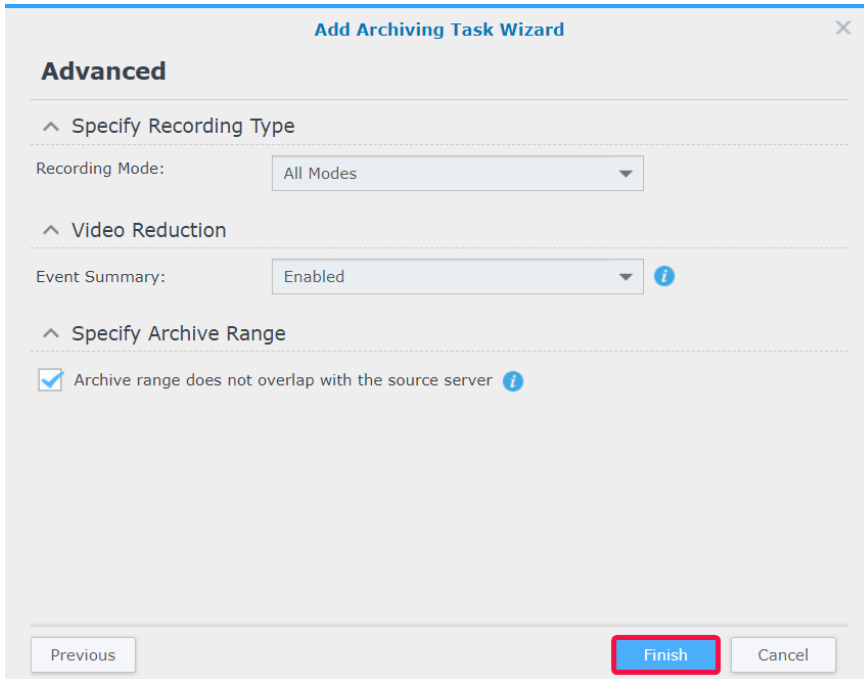 Add Archiving Task Wizard
Advanced
Specify Recording Type
Recording Mode: All Modes
Video Reduction
Event Summary: Enabled
Specify Archive Range
Archive range does not overlap with the source server
Previous Finish Cancel